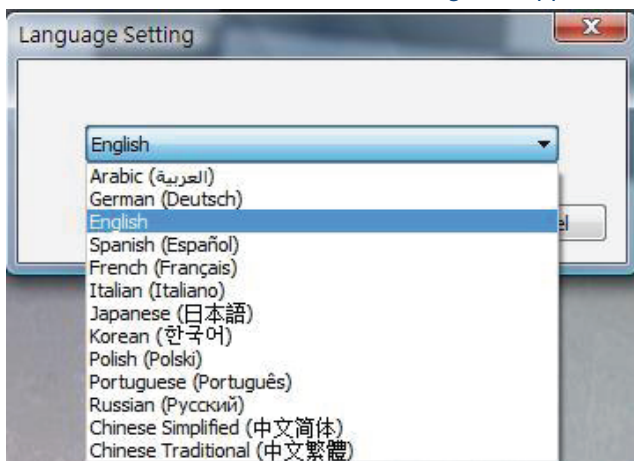 Language Setting
English
Arabic (العربية)
German (Deutsch)
English
Spanish (Español)
French (Français)
Italian (Italiano)
Japanese (日本語)
Korean (한국어)
Polish (Polski)
Portuguese (Português)
Russian (Русский)
Chinese Simplified (中文简体)
Chinese Traditional (中文繁體)